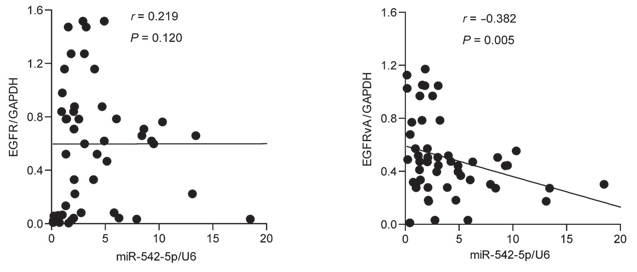 r = 0.219
P = 0.120
1.6
1.2
0.8
0.4
0.0
EGFR/GAPDH
0 5 10 15 20
miR-542-5p/U6
r = −0.382
P = 0.005
1.6
1.2
0.8
0.4
0.0
EGFRvA/GAPDH
0 5 10 15 20
miR-542-5p/U6